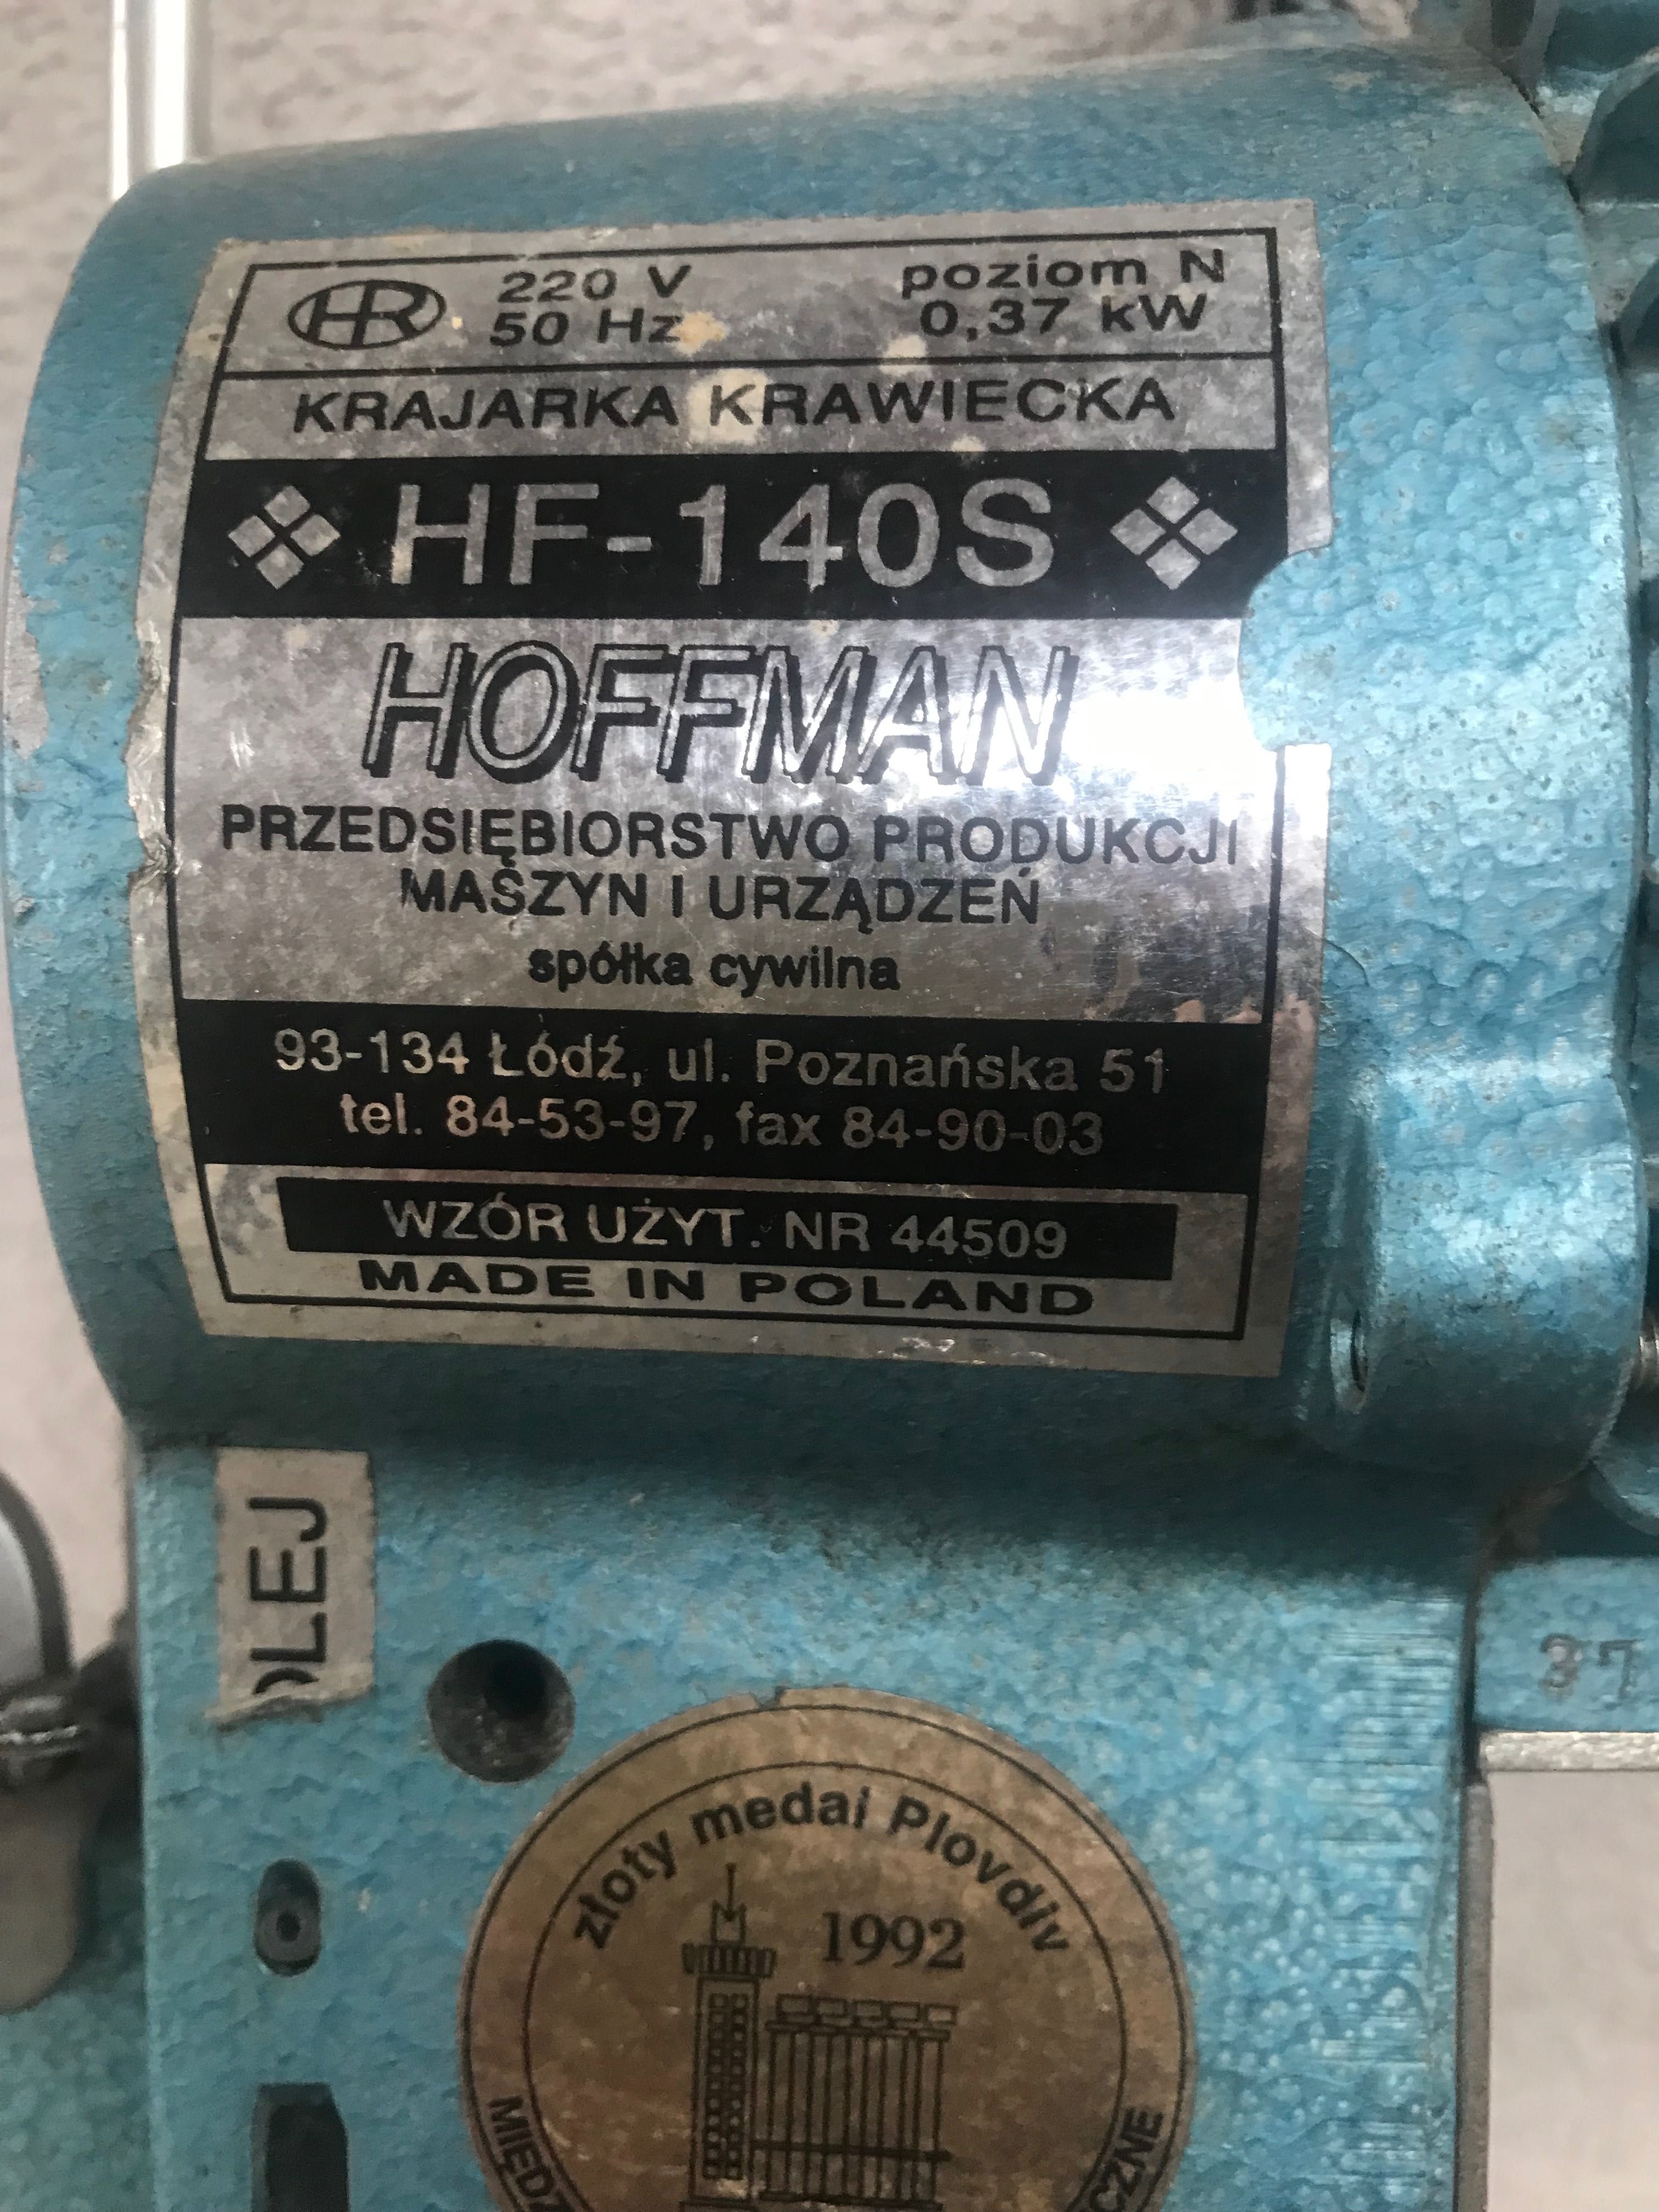 HR 220 V poziom N
50 Hz 0,37 kW
KRAJARKA KRAWIECKA
HF-140S
HOFFMAN
PRZEDSIĘBIORSTWO PRODUKCJI
MASZYN I URZĄDZEŃ
spółka cywilna
93-134 Łódź, ul. Poznańska 51
tel. 84-53-97, fax 84-90-03
WZÓR UŻYT. NR 44509
MADE IN POLAND
OLEJ
37
złoty medal Plovdiv
1992